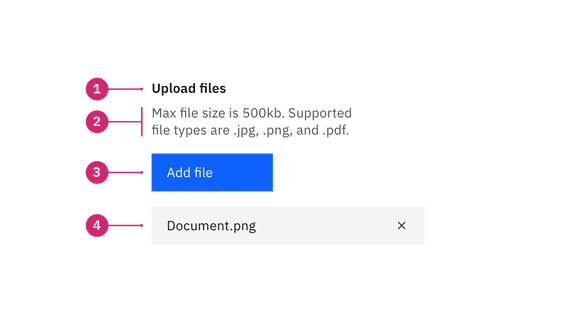 1 Upload files
2 Max file size is 500kb. Supported
file types are .jpg, .png, and .pdf.
3 Add file
4 Document.png